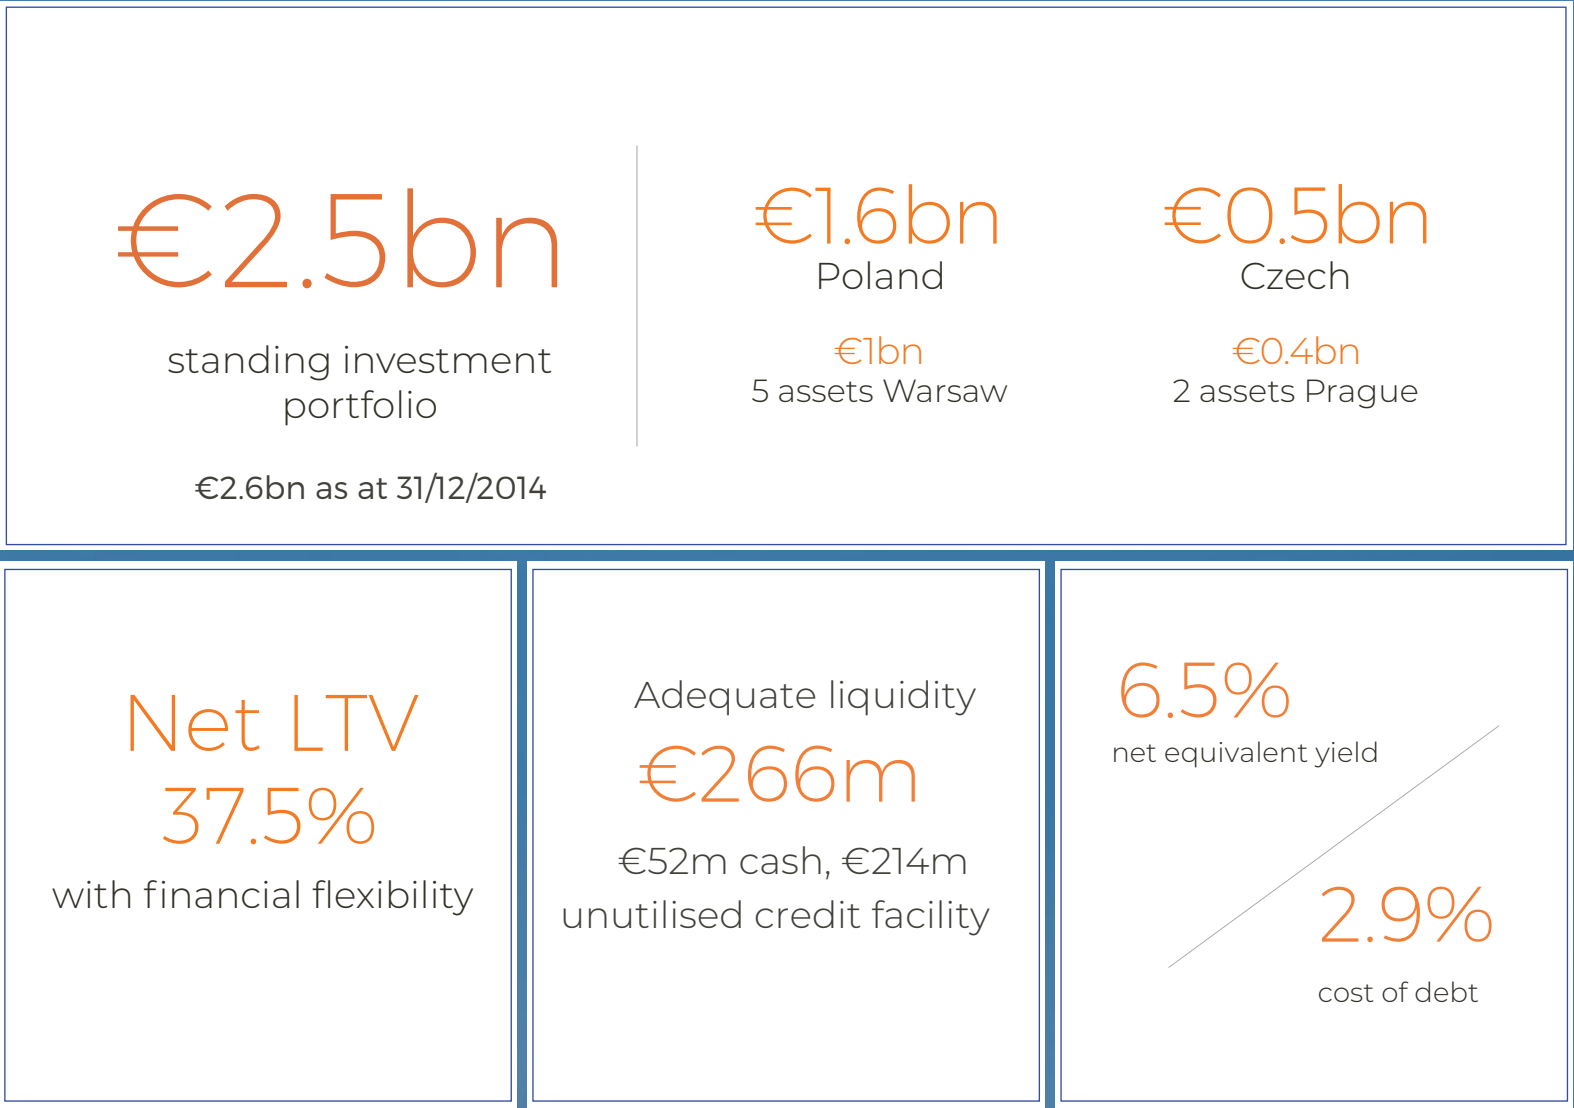 €2.5bn
standing investment
portfolio
€2.6bn as at 31/12/2014
€1.6bn
Poland
€1bn
5 assets Warsaw
€0.5bn
Czech
€0.4bn
2 assets Prague
Net LTV
37.5%
with financial flexibility
Adequate liquidity
€266m
€52m cash, €214m
unutilised credit facility
6.5%
net equivalent yield
2.9%
cost of debt